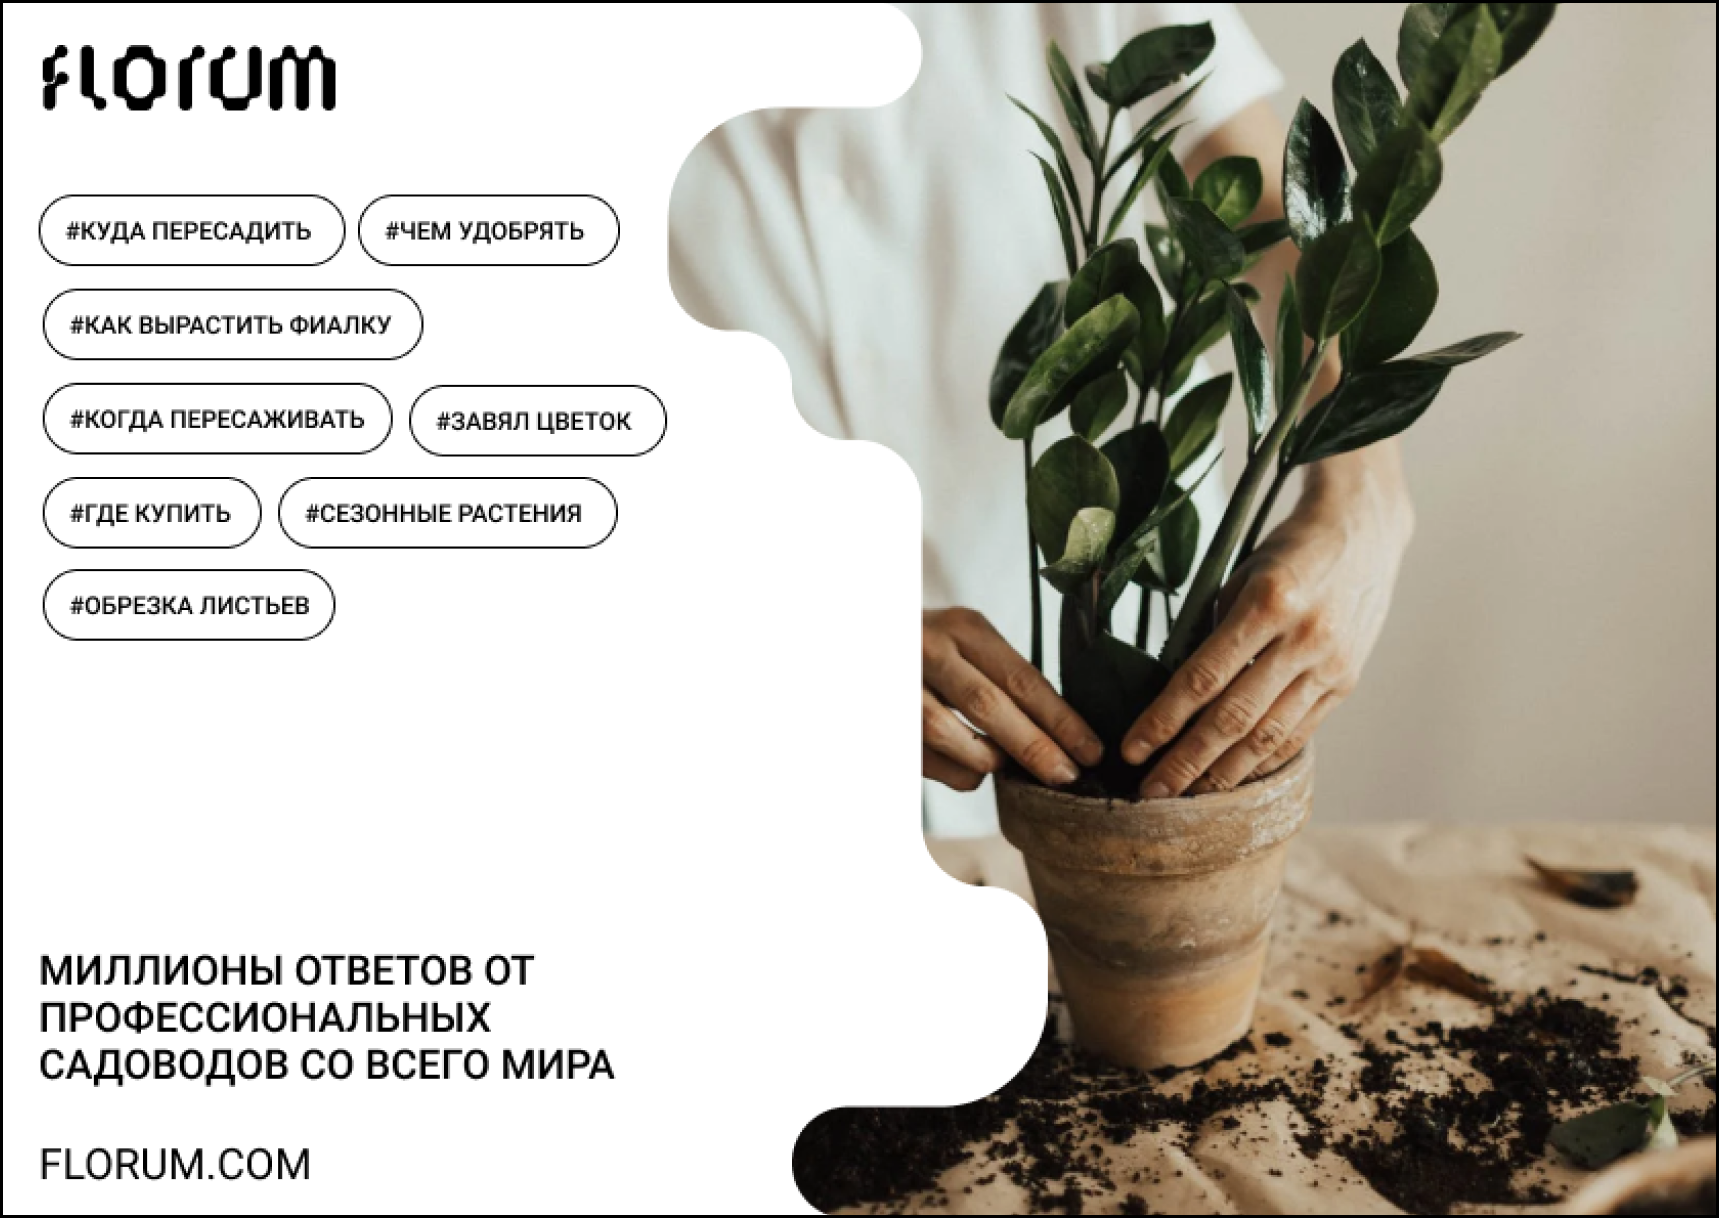 FLORUM
#КУДА ПЕРЕСАДИТЬ #ЧЕМ УДОБРЯТЬ
#КАК ВЫРАСТИТЬ ФИАЛКУ
#КОГДА ПЕРЕСАЖИВАТЬ #ЗАВЯЛ ЦВЕТОК
#ГДЕ КУПИТЬ #СЕЗОННЫЕ РАСТЕНИЯ
#ОБРЕЗКА ЛИСТЬЕВ
МИЛЛИОНЫ ОТВЕТОВ ОТ
ПРОФЕССИОНАЛЬНЫХ
САДОВОДОВ СО ВСЕГО МИРА
FLORUM.COM